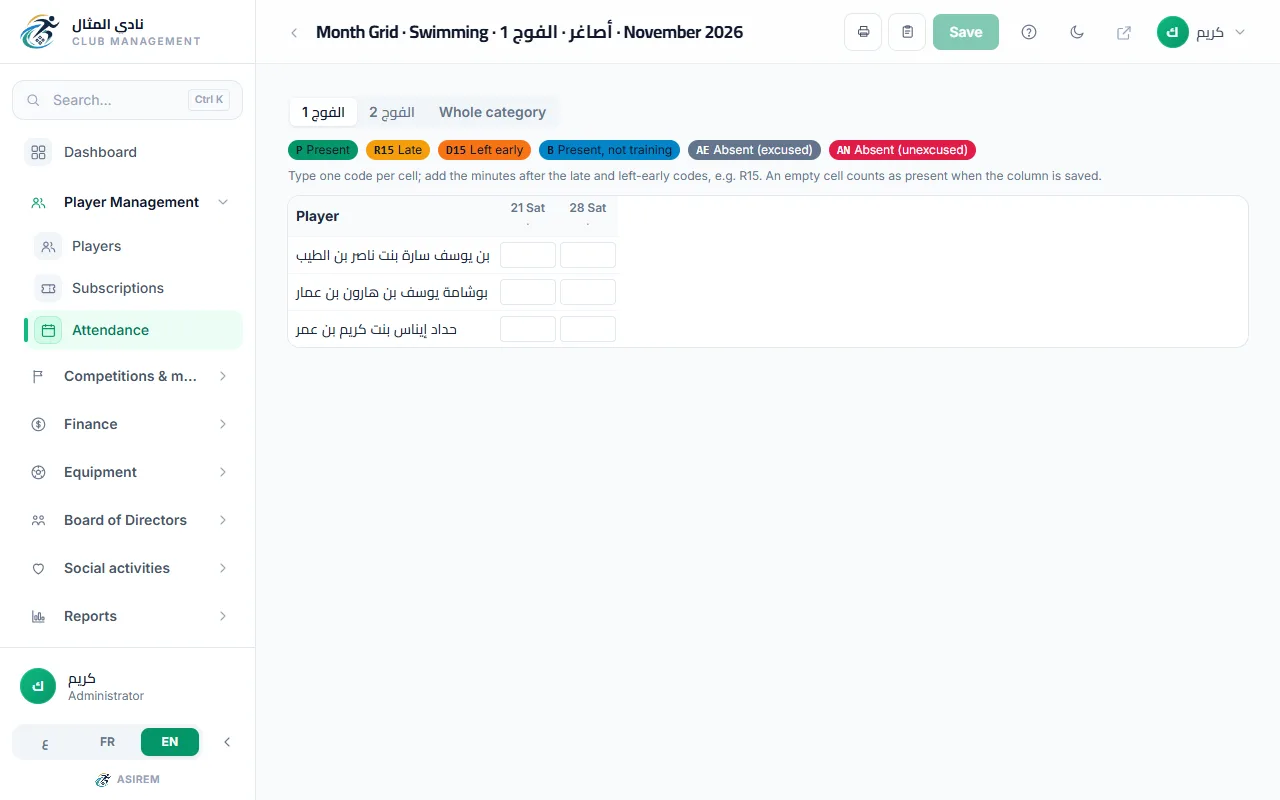 نادي المثال
CLUB MANAGEMENT
Search...
Ctrl K
Dashboard
Player Management
Players
Subscriptions
Attendance
Competitions & m...
Finance
Equipment
Board of Directors
Social activities
Reports
ك
كريم
Administrator
ع
FR
EN
ASIREM
Month Grid · Swimming · أصاغر · الفوج 1 · November 2026
Save
ك
كريم
الفوج 1
الفوج 2
Whole category
P Present
R15 Late
D15 Left early
B Present, not training
AE Absent (excused)
AN Absent (unexcused)
Type one code per cell; add the minutes after the late and left-early codes, e.g. R15. An empty cell counts as present when the column is saved.
Player
21 Sat
28 Sat
بن يوسف سارة بنت ناصر بن الطيب
بوشامة يوسف بن هارون بن عمار
حداد إيناس بنت كريم بن عمر